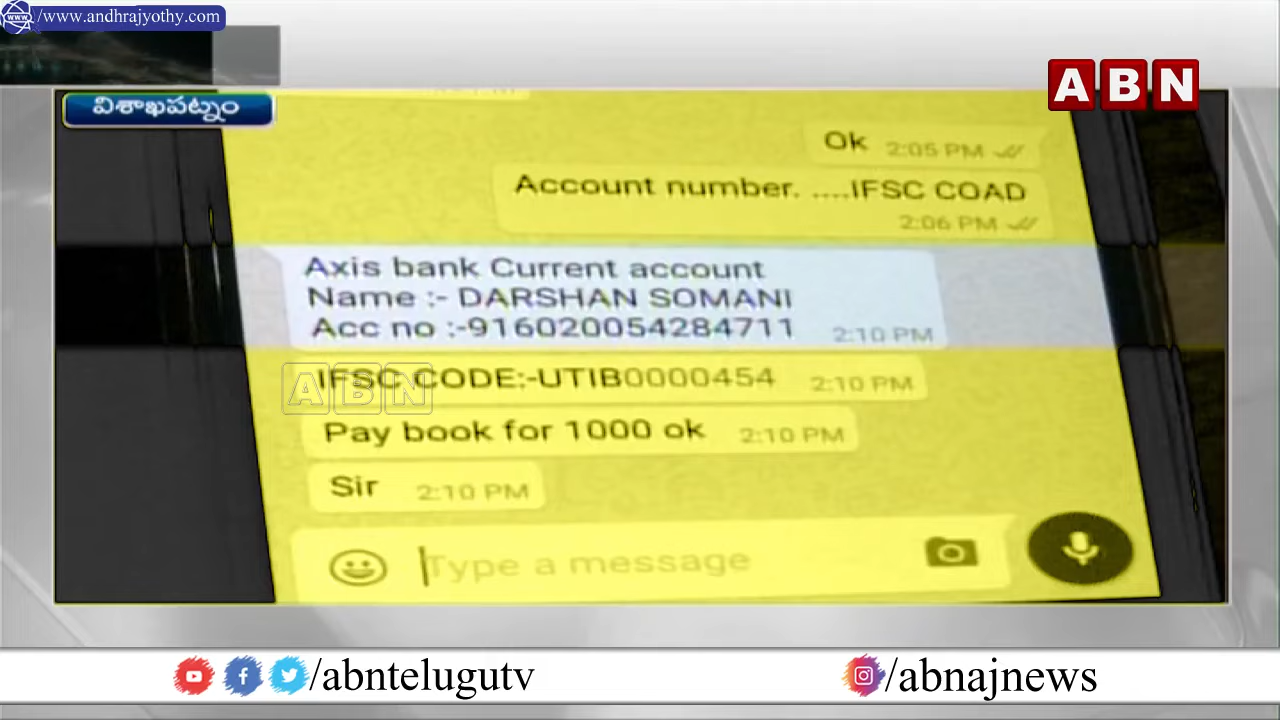 www
/www.andhrajyothy.com
ABN
విశాఖపట్నం
Ok 2:05 PM
Account number. ....IFSC COAD
2:06 PM
Axis bank Current account
Name :- DARSHAN SOMANI
Acc no :-916020054284711 2:10 PM
IFSC CODE:-UTIB0000454 2:10 PM
ABN
Pay book for 1000 ok 2:10 PM
Sir 2:10 PM
Type a message
/abntelugutv
/abnajnews